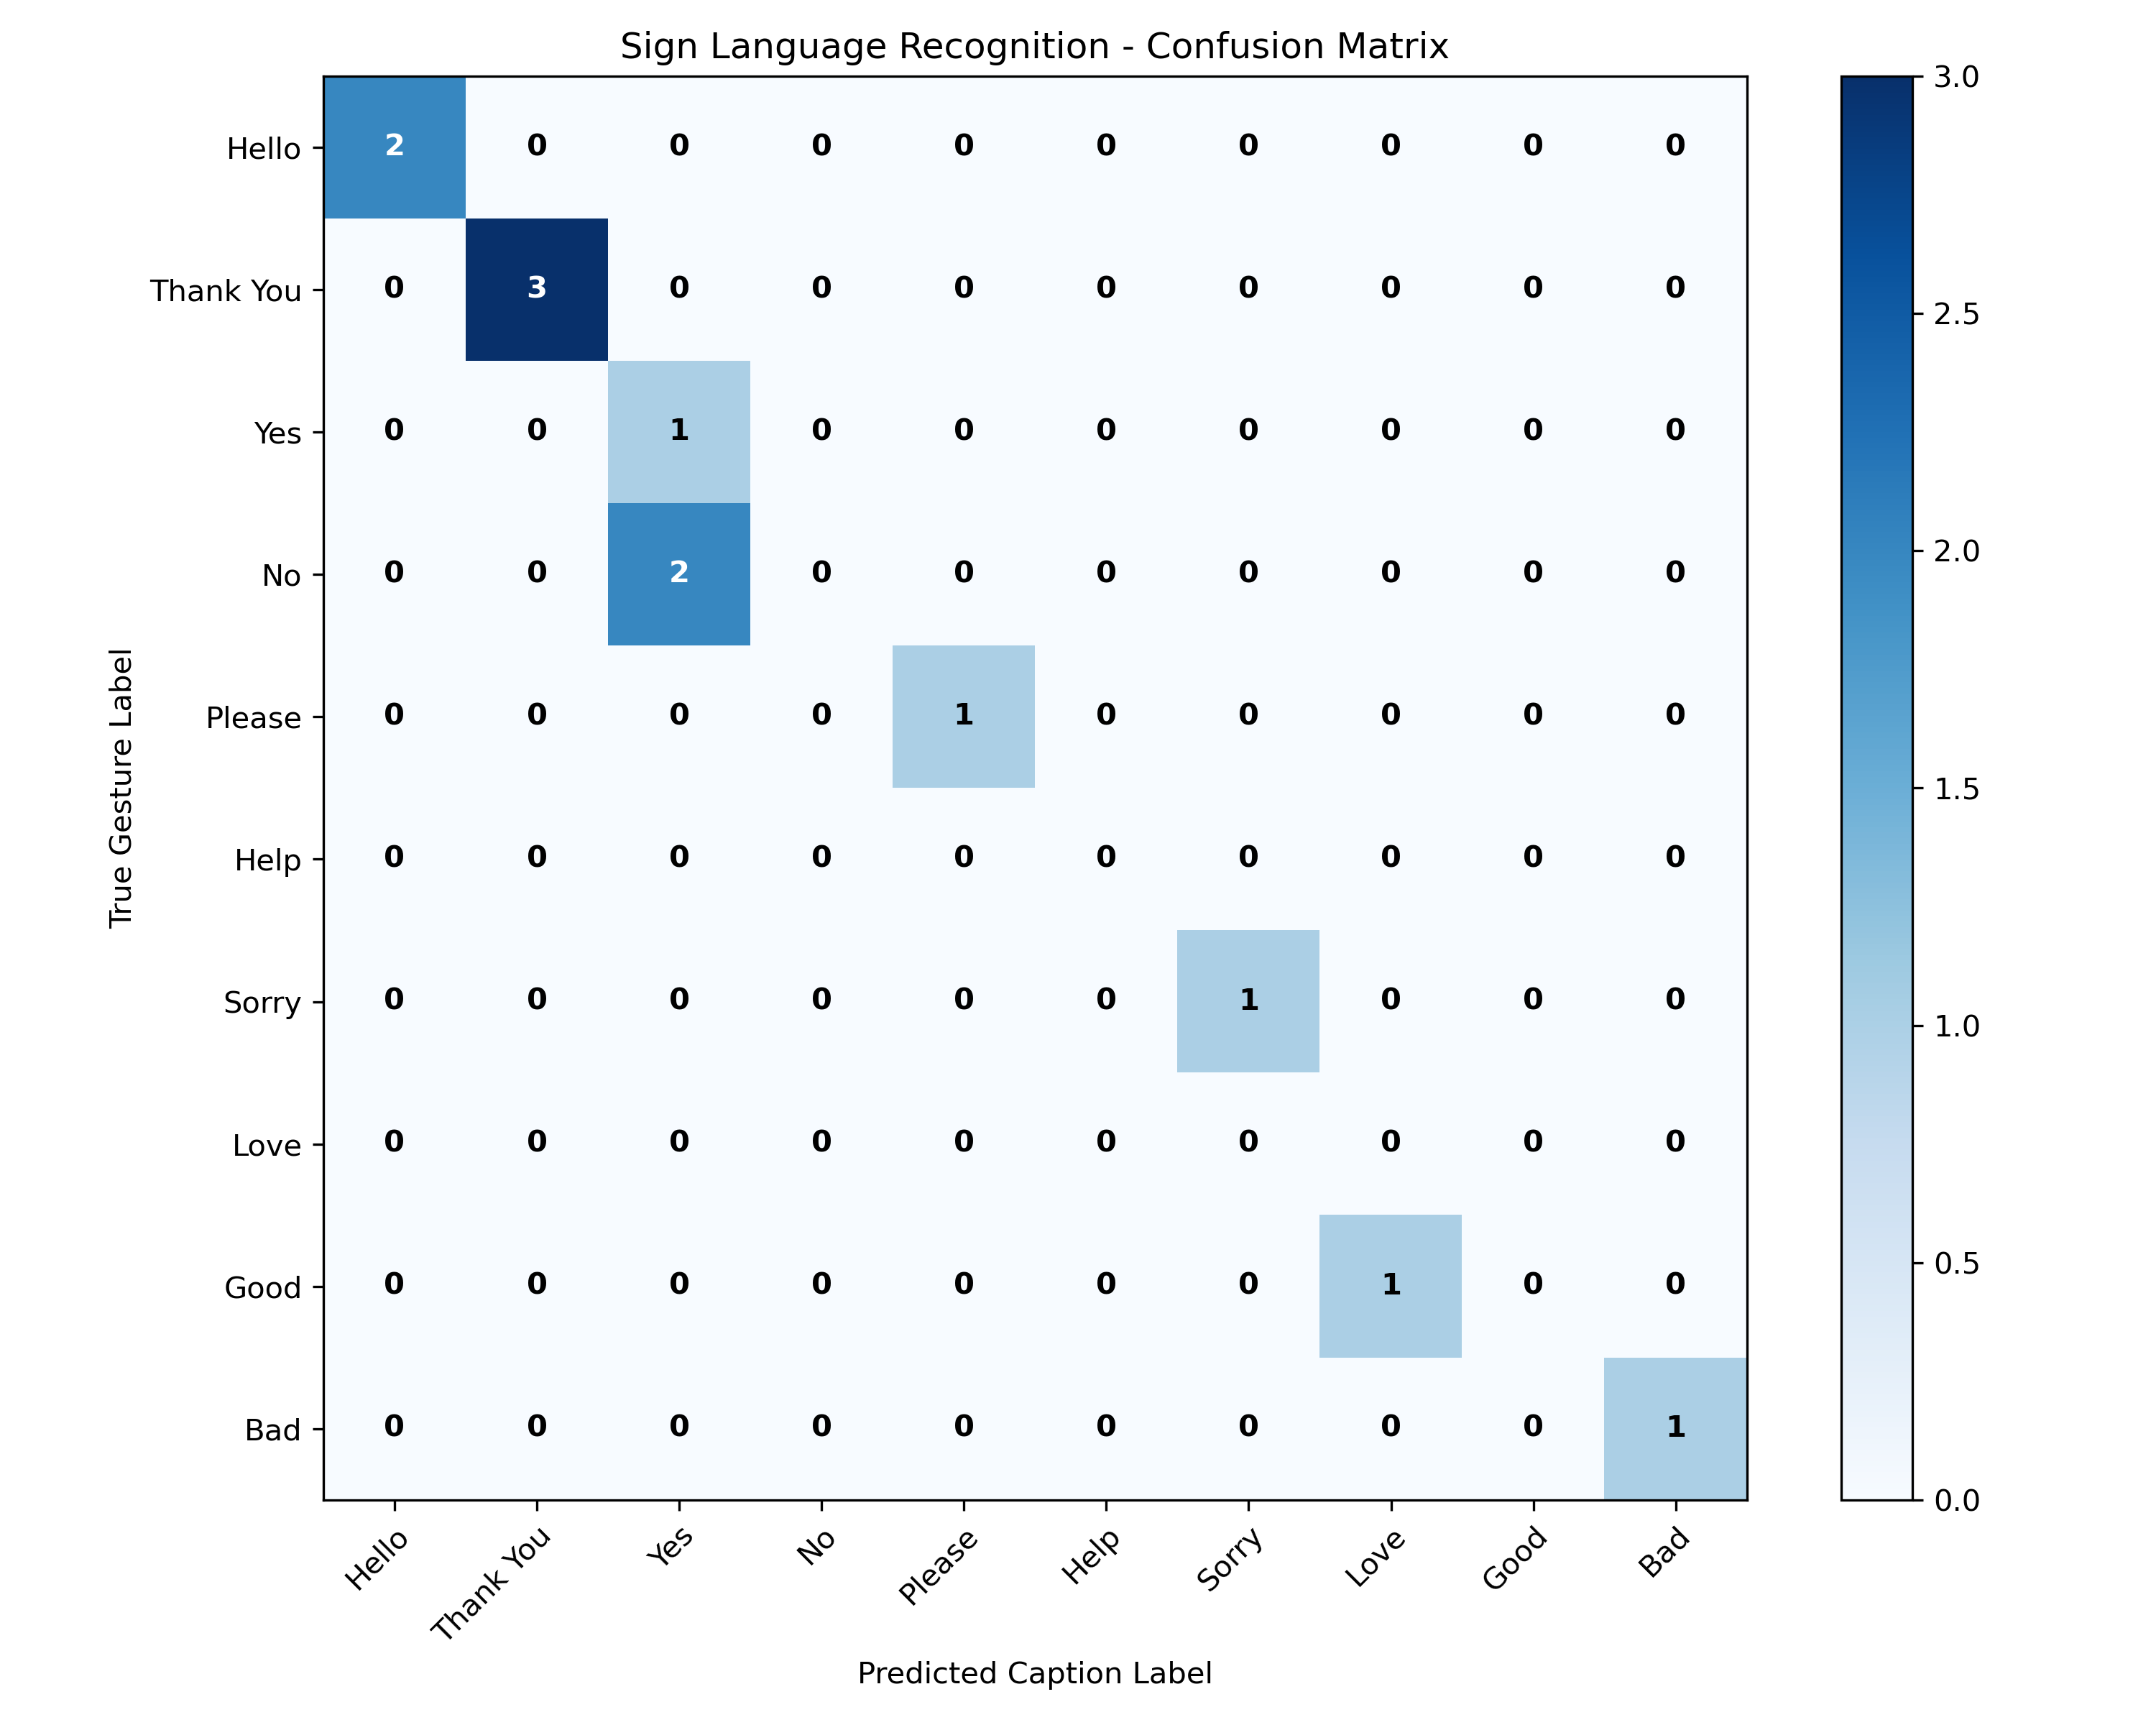 Sign Language Recognition - Confusion Matrix
Hello 2 0 0 0 0 0 0 0 0 0
Thank You 0 3 0 0 0 0 0 0 0 0
Yes 0 0 1 0 0 0 0 0 0 0
No 0 0 2 0 0 0 0 0 0 0
Please 0 0 0 0 1 0 0 0 0 0
Help 0 0 0 0 0 0 0 0 0 0
Sorry 0 0 0 0 0 0 1 0 0 0
Love 0 0 0 0 0 0 0 0 0 0
Good 0 0 0 0 0 0 0 1 0 0
Bad 0 0 0 0 0 0 0 0 0 1
Hello Thank You Yes No Please Help Sorry Love Good Bad
Predicted Caption Label
True Gesture Label
3.0
2.5
2.0
1.5
1.0
0.5
0.0